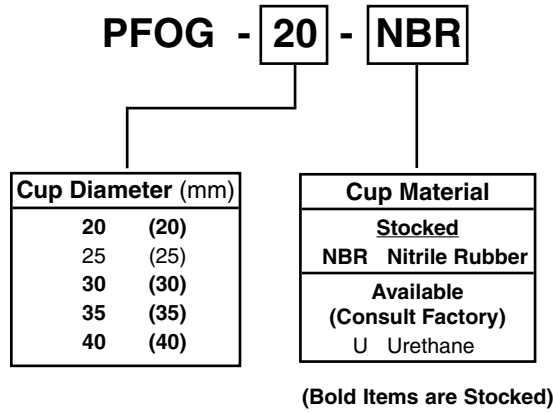 PFOG - 20 - NBR
Cup Diameter (mm)
20 (20)
25 (25)
30 (30)
35 (35)
40 (40)
Cup Material
Stocked
NBR Nitrile Rubber
Available
(Consult Factory)
U Urethane
(Bold Items are Stocked)